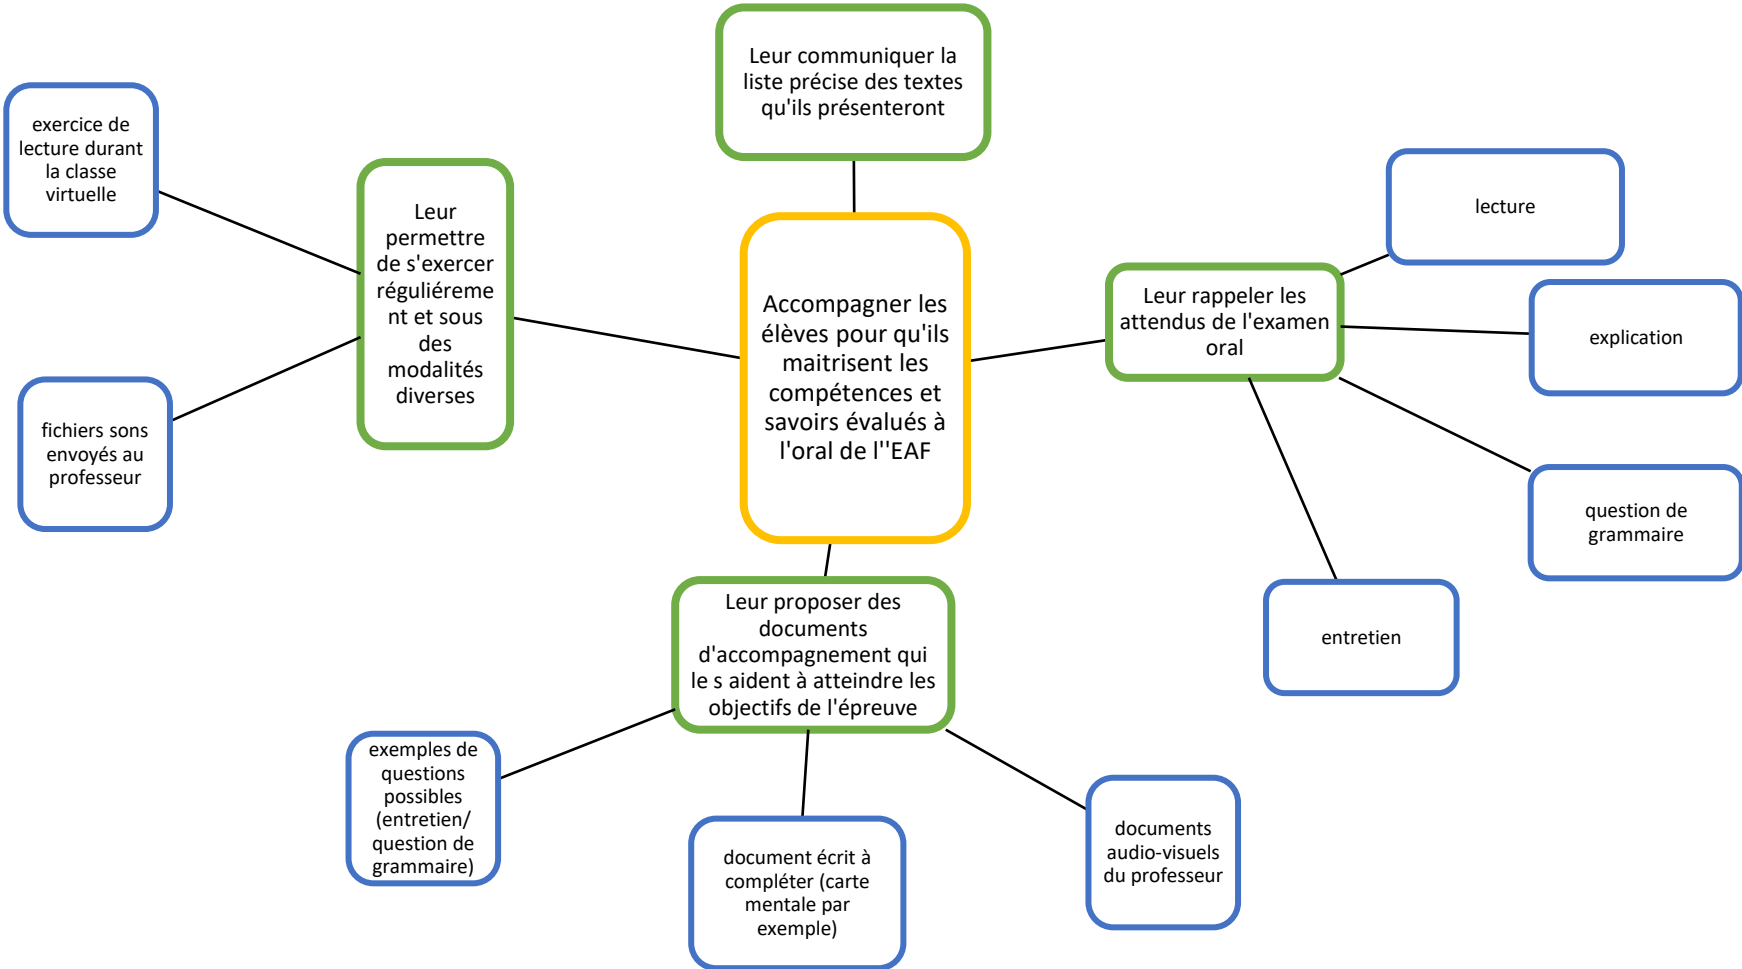 Leur communiquer la
liste précise des textes
qu'ils présenteront
exercice de
lecture durant
la classe
virtuelle
Leur
permettre
de s'exercer
réguliéreme
nt et sous
des
modalités
diverses
fichiers sons
envoyés au
professeur
Accompagner les
élèves pour qu'ils
maitrisent les
compétences et
savoirs évalués à
l'oral de l''EAF
Leur rappeler les
attendus de l'examen
oral
lecture
explication
question de
grammaire
entretien
Leur proposer des
documents
d'accompagnement qui
le s aident à atteindre les
objectifs de l'épreuve
exemples de
questions
possibles
(entretien/
question de
grammaire)
document écrit à
compléter (carte
mentale par
exemple)
documents
audio-visuels
du professeur